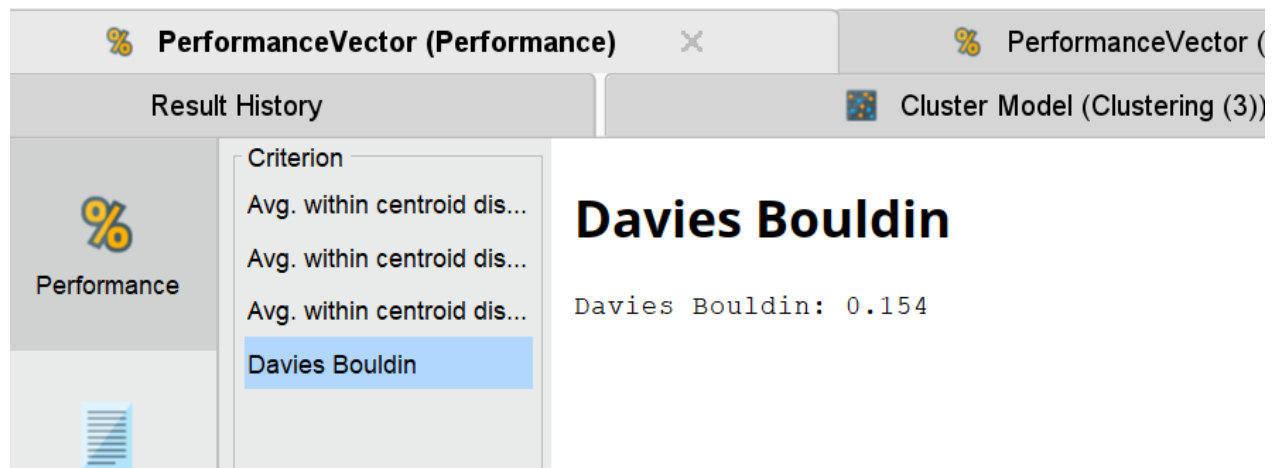 PerformanceVector (Performance)
PerformanceVector (
Result History
Cluster Model (Clustering (3))
Performance
Criterion
Avg. within centroid dis...
Avg. within centroid dis...
Avg. within centroid dis...
Davies Bouldin
Davies Bouldin
Davies Bouldin: 0.154